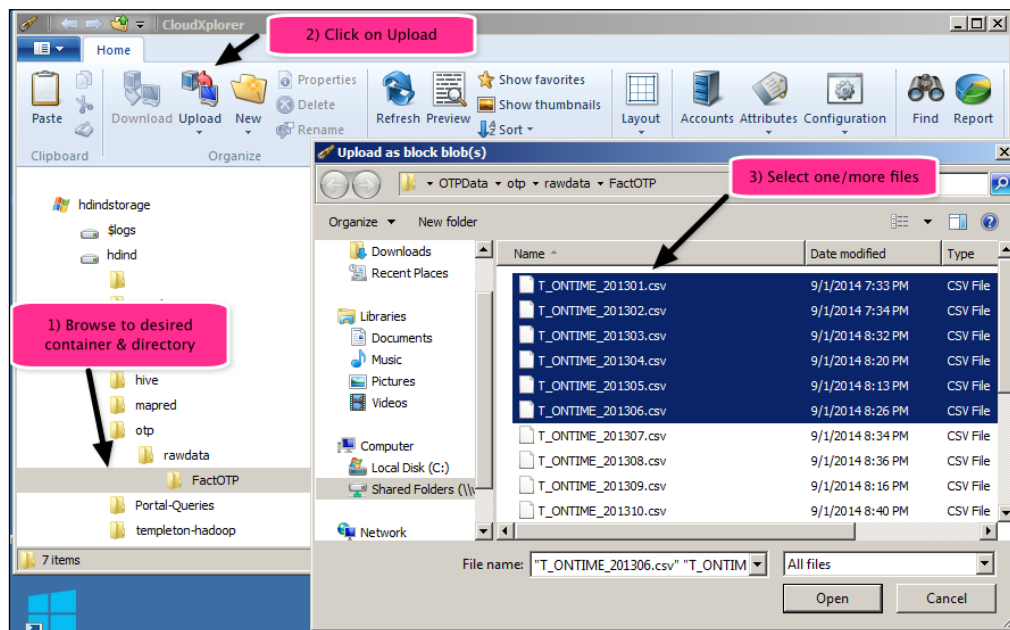 CloudXplorer
2) Click on Upload
Home
Paste
Download
Upload
New
Properties
Delete
Rename
Refresh
Preview
Show favorites
Show thumbnails
Sort
Layout
Accounts
Attributes
Configuration
Find
Report
Clipboard
Organize
Upload as block blob(s)
OTPData
otp
rawdata
FactOTP
3) Select one/more files
Organize
New folder
hdindstorage
$logs
hdind
1) Browse to desired
container & directory
hive
mapred
otp
rawdata
FactOTP
Portal-Queries
templeton-hadoop
7 items
Downloads
Recent Places
Libraries
Documents
Music
Pictures
Videos
Computer
Local Disk (C:)
Shared Folders (\\
Network
Name Date modified Type
T_ONTIME_201301.csv 9/1/2014 7:33 PM CSV File
T_ONTIME_201302.csv 9/1/2014 7:34 PM CSV File
T_ONTIME_201303.csv 9/1/2014 8:32 PM CSV File
T_ONTIME_201304.csv 9/1/2014 8:20 PM CSV File
T_ONTIME_201305.csv 9/1/2014 8:13 PM CSV File
T_ONTIME_201306.csv 9/1/2014 8:26 PM CSV File
T_ONTIME_201307.csv 9/1/2014 8:34 PM CSV File
T_ONTIME_201308.csv 9/1/2014 8:36 PM CSV File
T_ONTIME_201309.csv 9/1/2014 8:16 PM CSV File
T_ONTIME_201310.csv 9/1/2014 8:40 PM CSV File
File name: "T_ONTIME_201306.csv" "T_ONTIM
All files
Open
Cancel